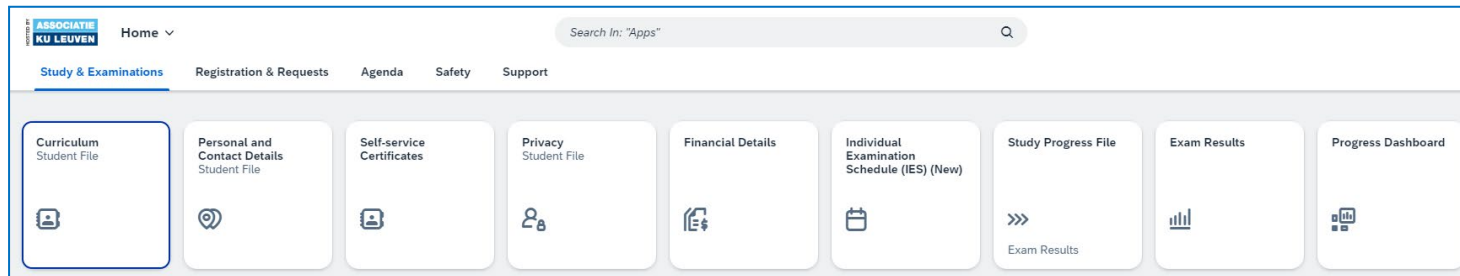 HOSTED BY
ASSOCIATIE
KU LEUVEN
Home
Search In: "Apps"
Study & Examinations
Registration & Requests
Agenda
Safety
Support
Curriculum
Student File
Personal and
Contact Details
Student File
Self-service
Certificates
Privacy
Student File
Financial Details
Individual
Examination
Schedule (IES) (New)
Study Progress File
Exam Results
Exam Results
Progress Dashboard